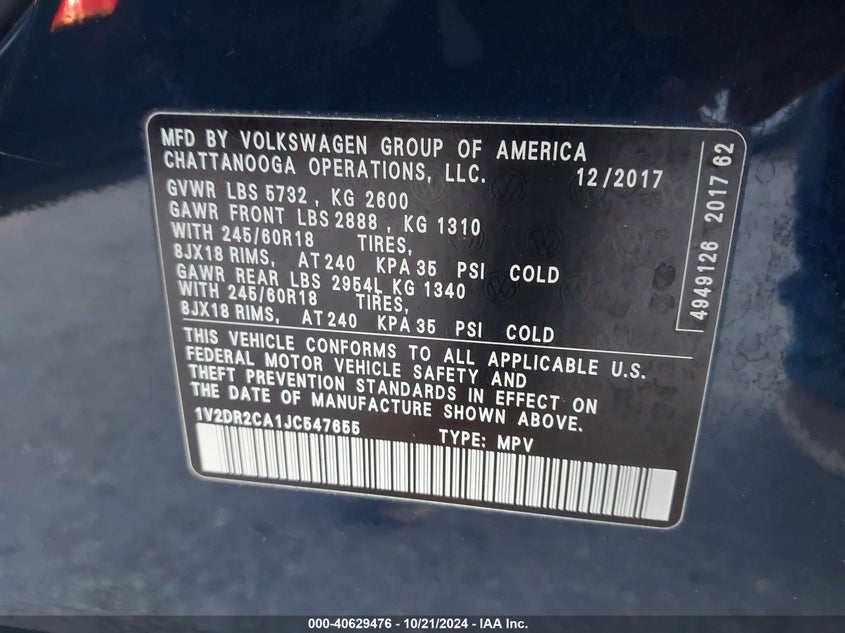 MFD BY VOLKSWAGEN GROUP OF AMERICA
CHATTANOOGA OPERATIONS, LLC. 12/2017
GVWR LBS 5732 , KG 2600
GAWR FRONT LBS 2888 , KG 1310
WITH 245/60R18 TIRES,
8JX18 RIMS, AT 240 KPA 35 PSI COLD
GAWR REAR LBS 2954L KG 1340
WITH 245/60R18 TIRES,
8JX18 RIMS, AT 240 KPA 35 PSI COLD
THIS VEHICLE CONFORMS TO ALL APPLICABLE U.S.
FEDERAL MOTOR VEHICLE SAFETY AND
THEFT PREVENTION STANDARDS IN EFFECT ON
THE DATE OF MANUFACTURE SHOWN ABOVE.
1V2DR2CA1JC547655 TYPE: MPV
4949126 2017 62
000-40629476 - 10/21/2024 - IAA Inc.